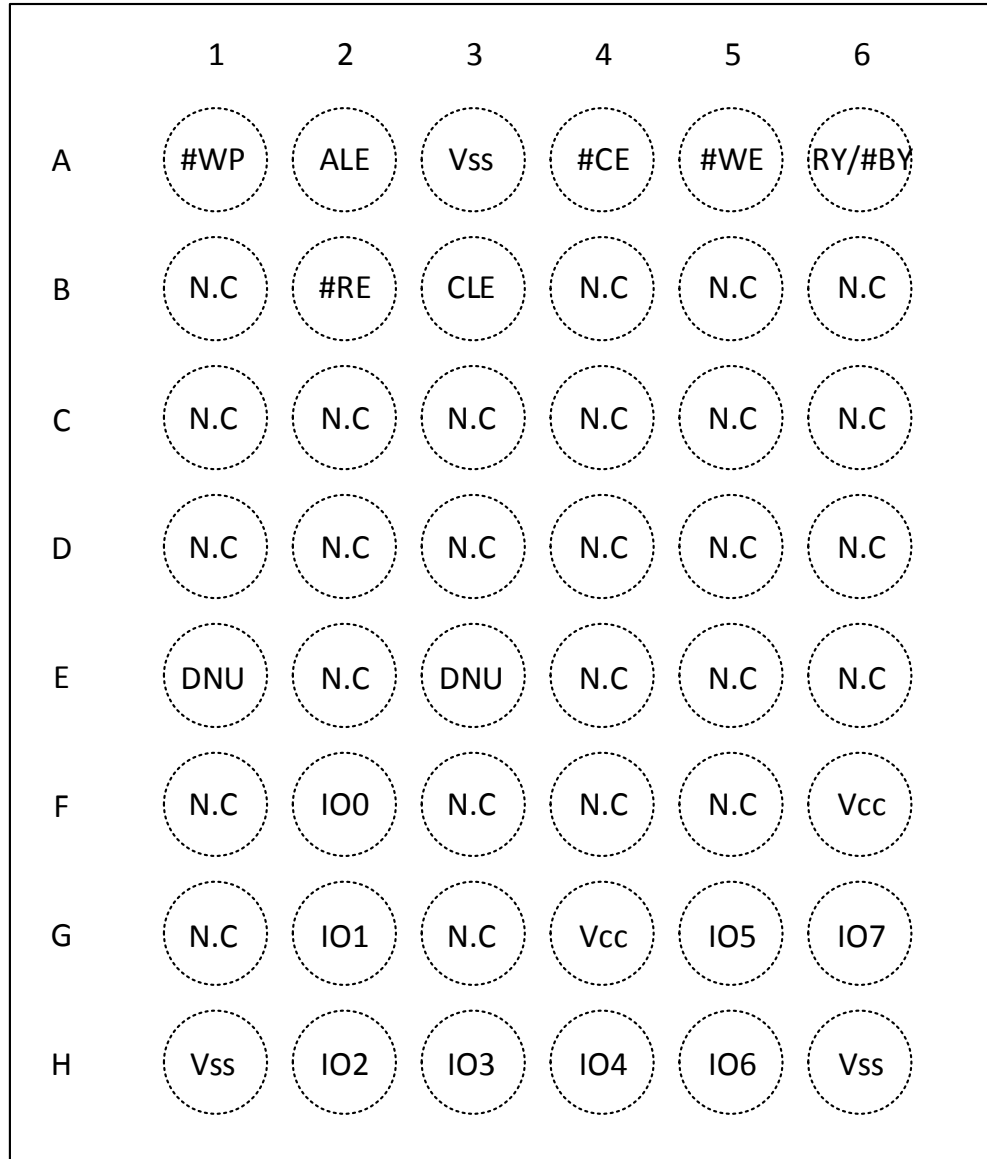 1 2 3 4 5 6
A #WP ALE Vss #CE #WE RY/#BY
B N.C #RE CLE N.C N.C N.C
C N.C N.C N.C N.C N.C N.C
D N.C N.C N.C N.C N.C N.C
E DNU N.C DNU N.C N.C N.C
F N.C IO0 N.C N.C N.C Vcc
G N.C IO1 N.C Vcc IO5 IO7
H Vss IO2 IO3 IO4 IO6 Vss